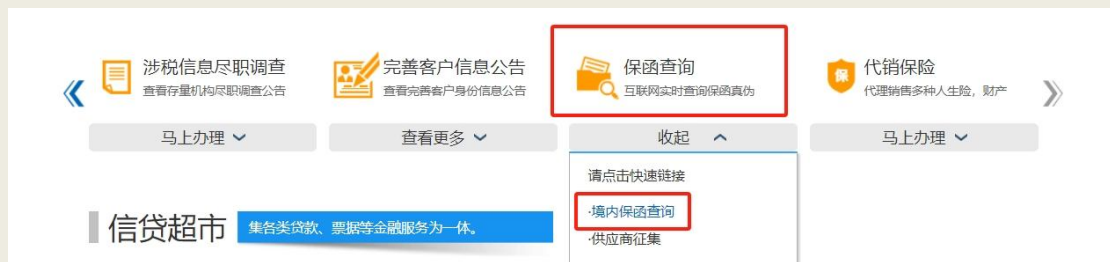 涉税信息尽职调查
查看存量机构尽职调查公告
马上办理
完善客户信息公告
查看完善客户身份信息公告
查看更多
保函查询
互联网实时查询保函真伪
收起
请点击快速链接
·境内保函查询
·供应商征集
保
代销保险
代理销售多种人生险，财产
马上办理
信贷超市
集各类贷款、票据等金融服务为一体。